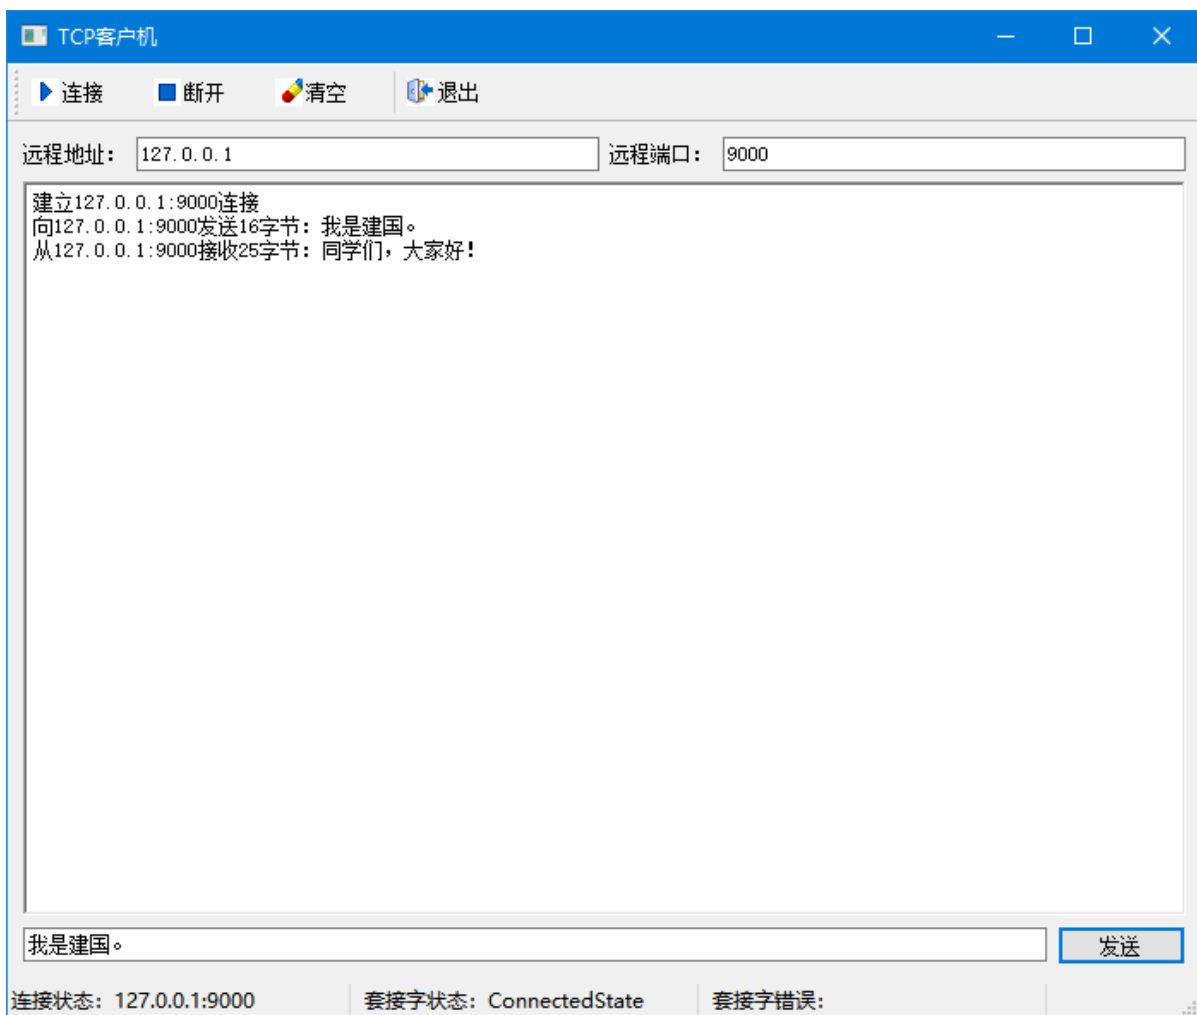 TCP客户机
连接 断开 清空 退出
远程地址： 127.0.0.1 远程端口： 9000
建立127.0.0.1:9000连接
向127.0.0.1:9000发送16字节：我是建国。
从127.0.0.1:9000接收25字节：同学们，大家好！
我是建国。 发送
连接状态：127.0.0.1:9000 套接字状态：ConnectedState 套接字错误：